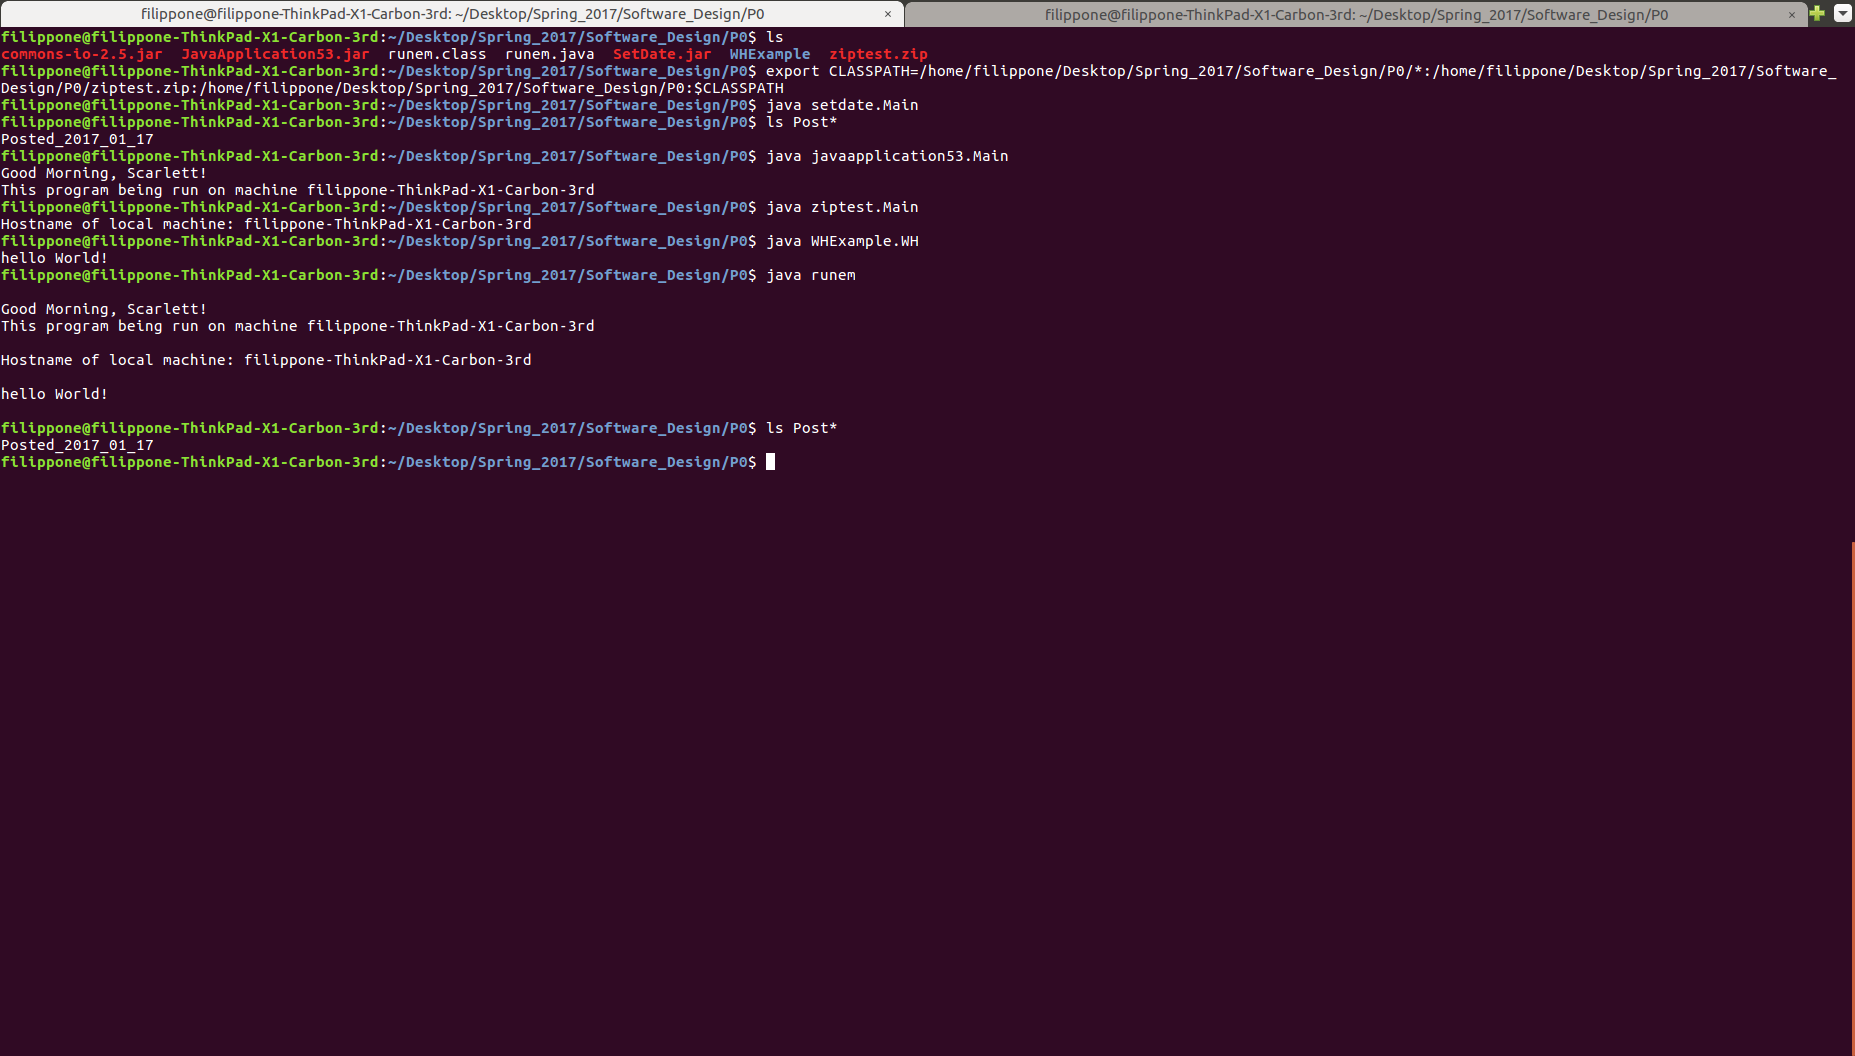 filippone@filippone-ThinkPad-X1-Carbon-3rd: ~/Desktop/Spring_2017/Software_Design/P0 ×
filippone@filippone-ThinkPad-X1-Carbon-3rd: ~/Desktop/Spring_2017/Software_Design/P0 ×
filippone@filippone-ThinkPad-X1-Carbon-3rd:~/Desktop/Spring_2017/Software_Design/P0$ ls
commons-io-2.5.jar  JavaApplication53.jar  runem.class  runem.java  SetDate.jar  WHExample  ziptest.zip
filippone@filippone-ThinkPad-X1-Carbon-3rd:~/Desktop/Spring_2017/Software_Design/P0$ export CLASSPATH=/home/filippone/Desktop/Spring_2017/Software_Design/P0/*:/home/filippone/Desktop/Spring_2017/Software_
Design/P0/ziptest.zip:/home/filippone/Desktop/Spring_2017/Software_Design/P0:$CLASSPATH
filippone@filippone-ThinkPad-X1-Carbon-3rd:~/Desktop/Spring_2017/Software_Design/P0$ java setdate.Main
filippone@filippone-ThinkPad-X1-Carbon-3rd:~/Desktop/Spring_2017/Software_Design/P0$ ls Post*
Posted_2017_01_17
filippone@filippone-ThinkPad-X1-Carbon-3rd:~/Desktop/Spring_2017/Software_Design/P0$ java javaapplication53.Main
Good Morning, Scarlett!
This program being run on machine filippone-ThinkPad-X1-Carbon-3rd
filippone@filippone-ThinkPad-X1-Carbon-3rd:~/Desktop/Spring_2017/Software_Design/P0$ java ziptest.Main
Hostname of local machine: filippone-ThinkPad-X1-Carbon-3rd
filippone@filippone-ThinkPad-X1-Carbon-3rd:~/Desktop/Spring_2017/Software_Design/P0$ java WHExample.WH
hello World!
filippone@filippone-ThinkPad-X1-Carbon-3rd:~/Desktop/Spring_2017/Software_Design/P0$ java runem
Good Morning, Scarlett!
This program being run on machine filippone-ThinkPad-X1-Carbon-3rd
Hostname of local machine: filippone-ThinkPad-X1-Carbon-3rd
hello World!
filippone@filippone-ThinkPad-X1-Carbon-3rd:~/Desktop/Spring_2017/Software_Design/P0$ ls Post*
Posted_2017_01_17
filippone@filippone-ThinkPad-X1-Carbon-3rd:~/Desktop/Spring_2017/Software_Design/P0$